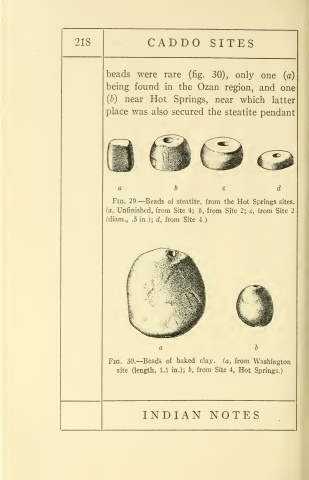 218
CADDO SITES
beads were rare (fig. 30), only one (a)
being found in the Ozan region, and one
(b) near Hot Springs, near which latter
place was also secured the steatite pendant
a b c d
FIG. 29.—Beads of steatite, from the Hot Springs sites.
(a, Unfinished, from Site 4; b, from Site 2; c, from Site 2
(diam., .5 in.); d, from Site 4.)
a b
FIG. 30.—Beads of baked clay. (a, from Washington
site (length, 1.1 in.); b, from Site 4, Hot Springs.)
INDIAN NOTES